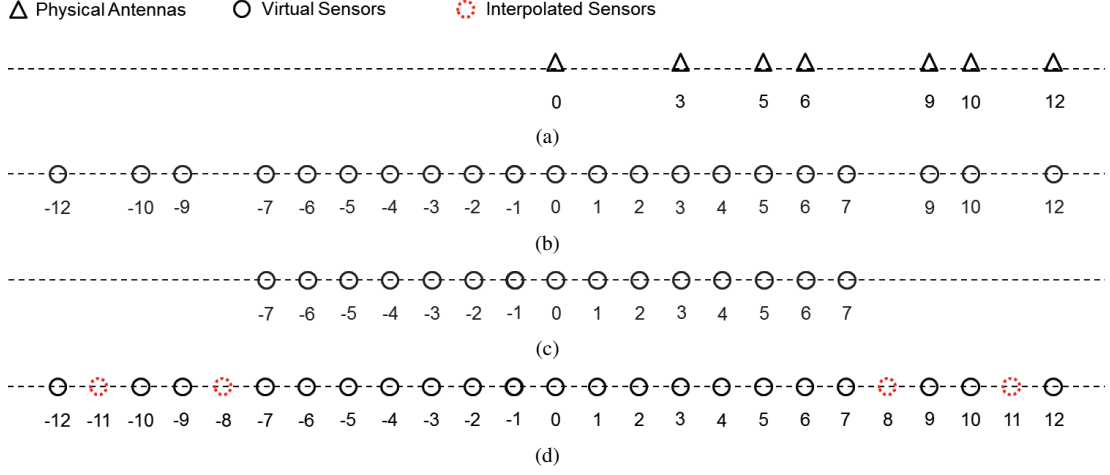 Physical Antennas Virtual Sensors Interpolated Sensors
0 3 5 6 9 10 12
(a)
-12 -10 -9 -7 -6 -5 -4 -3 -2 -1 0 1 2 3 4 5 6 7 9 10 12
(b)
-7 -6 -5 -4 -3 -2 -1 0 1 2 3 4 5 6 7
(c)
-12 -11 -10 -9 -8 -7 -6 -5 -4 -3 -2 -1 0 1 2 3 4 5 6 7 8 9 10 11 12
(d)